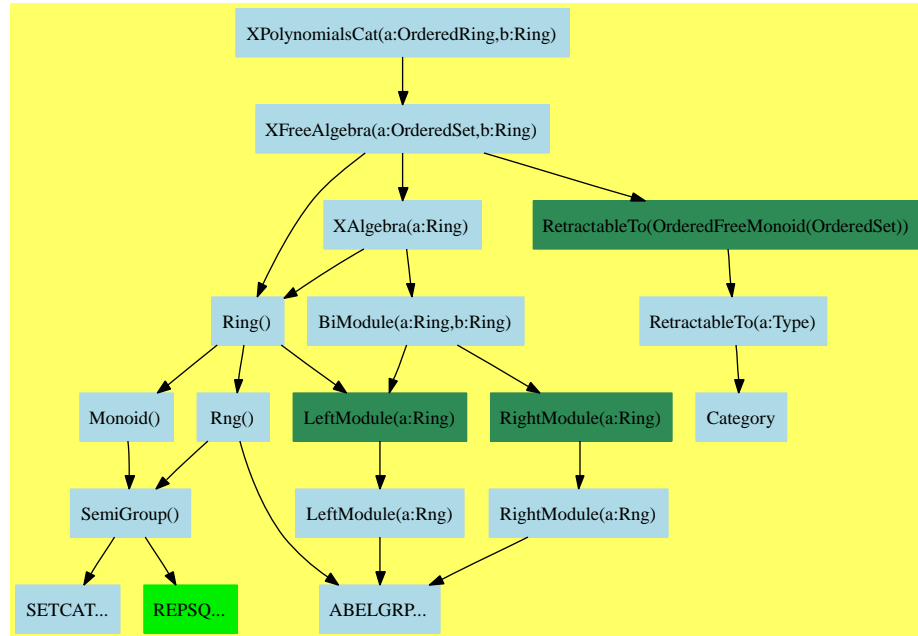 XPolynomialsCat(a:OrderedRing,b:Ring)
XFreeAlgebra(a:OrderedSet,b:Ring)
XAlgebra(a:Ring)
RetractableTo(OrderedFreeMonoid(OrderedSet))
Ring()
BiModule(a:Ring,b:Ring)
RetractableTo(a:Type)
Monoid()
Rng()
LeftModule(a:Ring)
RightModule(a:Ring)
Category
SemiGroup()
LeftModule(a:Rng)
RightModule(a:Rng)
SETCAT...
REPSQ...
ABELGRP...